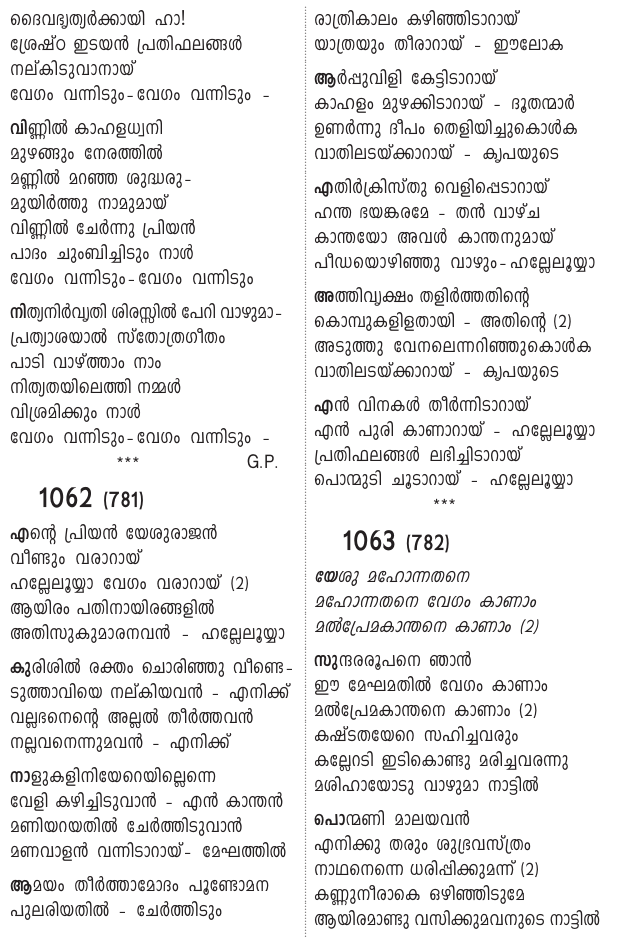 ദൈവഭൃത്യർക്കായി ഹാ!
ശ്രേഷ്ഠ ഇടയൻ പ്രതിഫലങ്ങൾ
നല്കിടുവാനായ്
വേഗം വന്നിടും-വേഗം വന്നിടും -
വിണ്ണിൽ കാഹളധ്വനി
മുഴങ്ങും നേരത്തിൽ
മണ്ണിൽ മറഞ്ഞ ശുദ്ധരു-
മുയിർത്തു നാമുമായ്
വിണ്ണിൽ ചേർന്നു പ്രിയൻ
പാദം ചുംബിച്ചിടും നാൾ
വേഗം വന്നിടും-വേഗം വന്നിടും
നിത്യനിർവൃതി ശിരസ്സിൽ പേറി വാഴുമാ-
പ്രത്യാശയാൽ സ്തോത്രഗീതം
പാടി വാഴ്ത്താം നാം
നിത്യതയിലെത്തി നമ്മൾ
വിശ്രമിക്കും നാൾ
വേഗം വന്നിടും-വേഗം വന്നിടും -
*** G.P.
1062 (781)
എന്റെ പ്രിയൻ യേശുരാജൻ
വീണ്ടും വരാറായ്
ഹല്ലേലൂയ്യാ വേഗം വരാറായ് (2)
ആയിരം പതിനായിരങ്ങളിൽ
അതിസുകുമാരനവൻ - ഹല്ലേലൂയ്യാ
കുരിശിൽ രക്തം ചൊരിഞ്ഞു വീണ്ടെ-
ടുത്താവിയെ നല്കിയവൻ - എനിക്ക്
വല്ലഭനെന്റെ അല്ലൽ തീർത്തവൻ
നല്ലവനെന്നുമവൻ - എനിക്ക്
നാളുകളിനിയേറെയില്ലെന്നെ
വേളി കഴിച്ചിടുവാൻ - എൻ കാന്തൻ
മണിയറയതിൽ ചേർത്തിടുവാൻ
മണവാളൻ വന്നിടാറായ്- മേഘത്തിൽ
ആമയം തീർത്താമോദം പൂണ്ടോമന
പുലരിയതിൽ - ചേർത്തിടും
രാത്രികാലം കഴിഞ്ഞിടാറായ്
യാത്രയും തീരാറായ് - ഈലോക
ആർപ്പുവിളി കേട്ടിടാറായ്
കാഹളം മുഴക്കിടാറായ് - ദൂതന്മാർ
ഉണർന്നു ദീപം തെളിയിച്ചുകൊൾക
വാതിലടയ്ക്കാറായ് - കൃപയുടെ
എതിർക്രിസ്തു വെളിപ്പെടാറായ്
ഹന്ത ഭയങ്കരമേ - തൻ വാഴ്ച
കാന്തയോ അവൾ കാന്തനുമായ്
പീഡയൊഴിഞ്ഞു വാഴും-ഹല്ലേലൂയ്യാ
അത്തിവൃക്ഷം തളിർത്തതിന്റെ
കൊമ്പുകളിളതായി - അതിന്റെ (2)
അടുത്തു വേനലെന്നറിഞ്ഞുകൊൾക
വാതിലടയ്ക്കാറായ് - കൃപയുടെ
എൻ വിനകൾ തീർന്നിടാറായ്
എൻ പുരി കാണാറായ് - ഹല്ലേലൂയ്യാ
പ്രതിഫലങ്ങൾ ലഭിച്ചിടാറായ്
പൊന്മുടി ചൂടാറായ് - ഹല്ലേലൂയ്യാ
***
1063 (782)
യേശു മഹോന്നതനെ
മഹോന്നതനെ വേഗം കാണാം
മൽപ്രേമകാന്തനെ കാണാം (2)
സുന്ദരരൂപനെ ഞാൻ
ഈ മേഘമതിൽ വേഗം കാണാം
മൽപ്രേമകാന്തനെ കാണാം (2)
കഷ്ടതയേറെ സഹിച്ചവരും
കല്ലേറടി ഇടികൊണ്ടു മരിച്ചവരന്നു
മശിഹായോടു വാഴുമാ നാട്ടിൽ
പൊന്മണി മാലയവൻ
എനിക്കു തരും ശുഭ്രവസ്ത്രം
നാഥനെന്നെ ധരിപ്പിക്കുമന്ന് (2)
കണ്ണുനീരാകെ ഒഴിഞ്ഞിടുമേ
ആയിരമാണ്ടു വസിക്കുമവനുടെ നാട്ടിൽ